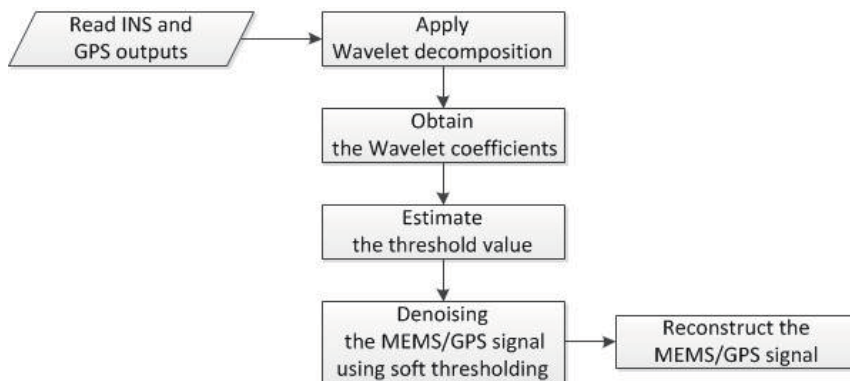 Read INS and
GPS outputs
Apply
Wavelet decomposition
Obtain
the Wavelet coefficients
Estimate
the threshold value
Denoising
the MEMS/GPS signal
using soft thresholding
Reconstruct the
MEMS/GPS signal